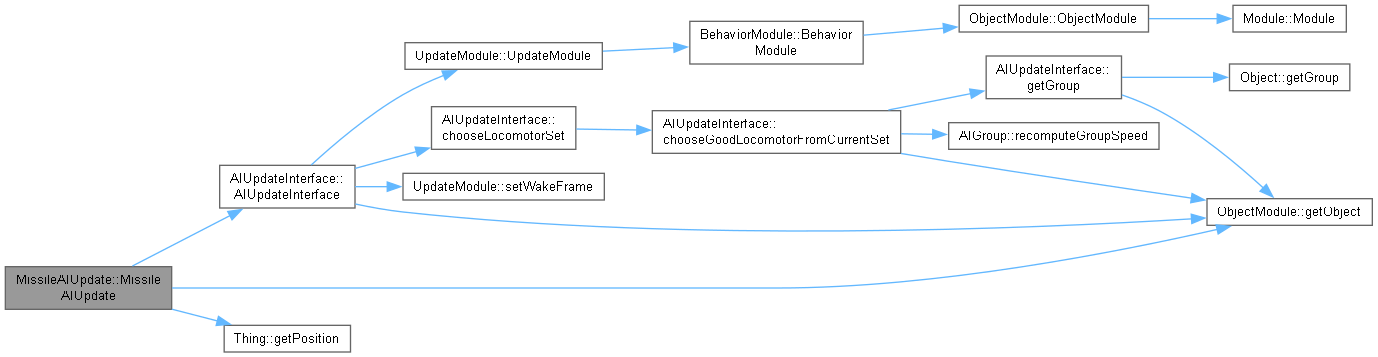 ObjectModule::ObjectModule
Module::Module
BehaviorModule::Behavior
Module
UpdateModule::UpdateModule
AIUpdateInterface::
getGroup
Object::getGroup
AIUpdateInterface::
chooseLocomotorSet
AIUpdateInterface::
chooseGoodLocomotorFromCurrentSet
AIGroup::recomputeGroupSpeed
AIUpdateInterface::
AIUpdateInterface
UpdateModule::setWakeFrame
ObjectModule::getObject
MissileAIUpdate::Missile
AIUpdate
Thing::getPosition